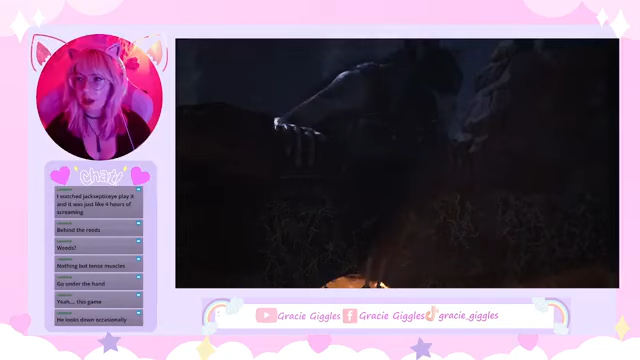 chat
I watched jacksepticeye play it
and it was just like 4 hours of
screaming
Behind the reeds
Weeds?
Nothing but tense muscles
Go under the hand
Yeah.... this game
He looks down occasionally
Gracie Giggles
Gracie Giggles
gracie_giggles